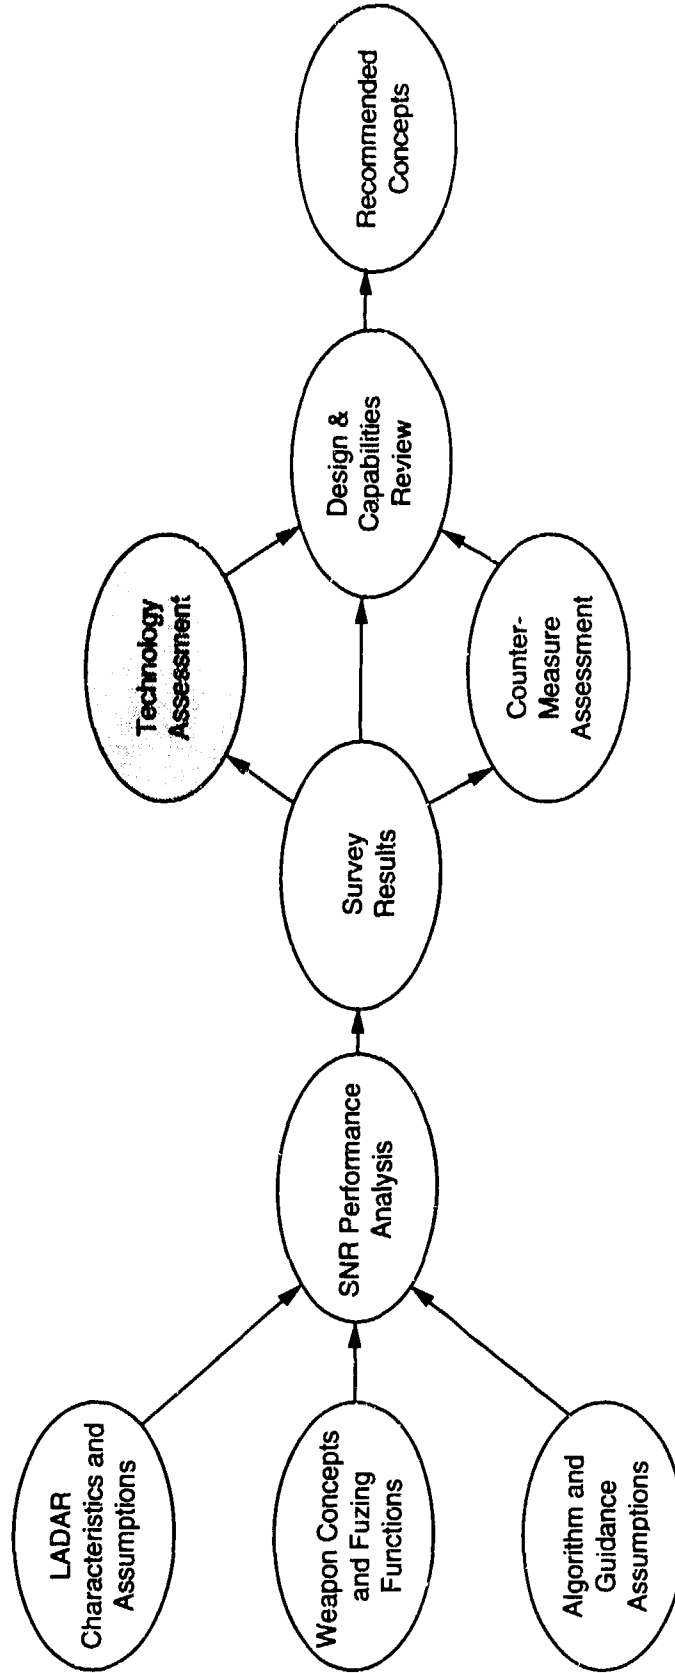 LADAR
Characteristics and
Assumptions
Weapon Concepts
and Fuzing
Functions
Algorithm and
Guidance
Assumptions
SNR Performance
Analysis
Survey
Results
Technology
Assessment
Counter-
Measure
Assessment
Design &
Capabilities
Review
Recommended
Concepts